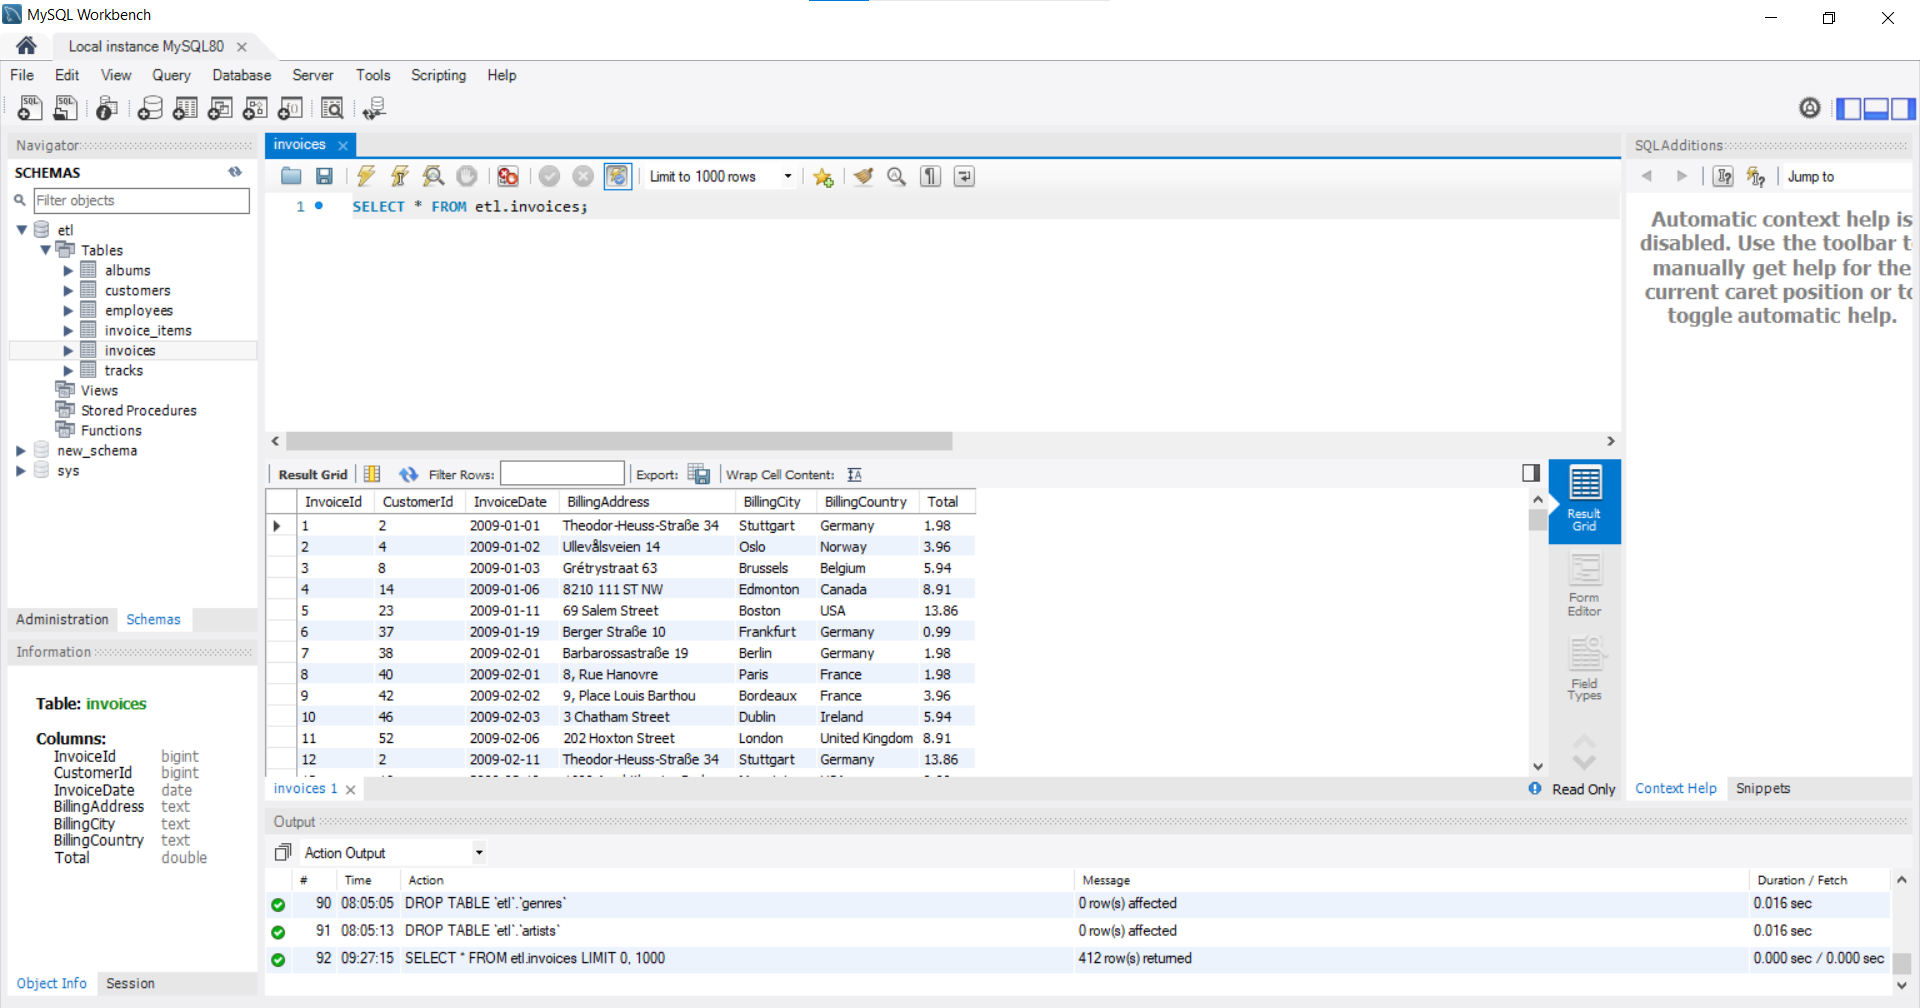 MySQL Workbench
Local instance MySQL80
File Edit View Query Database Server Tools Scripting Help
Navigator
SCHEMAS
Filter objects
etl
Tables
albums
customers
employees
invoice_items
invoices
tracks
Views
Stored Procedures
Functions
new_schema
sys
Administration Schemas
Information
Table: invoices
Columns:
InvoiceId bigint
CustomerId bigint
InvoiceDate date
BillingAddress text
BillingCity text
BillingCountry text
Total double
Object Info Session
invoices
Limit to 1000 rows
1 SELECT * FROM etl.invoices;
Result Grid Filter Rows: Export: Wrap Cell Content:
InvoiceId CustomerId InvoiceDate BillingAddress BillingCity BillingCountry Total
1 2 2009-01-01 Theodor-Heuss-Straße 34 Stuttgart Germany 1.98
2 4 2009-01-02 Ullevålsveien 14 Oslo Norway 3.96
3 8 2009-01-03 Grétrystraat 63 Brussels Belgium 5.94
4 14 2009-01-06 8210 111 ST NW Edmonton Canada 8.91
5 23 2009-01-11 69 Salem Street Boston USA 13.86
6 37 2009-01-19 Berger Straße 10 Frankfurt Germany 0.99
7 38 2009-02-01 Barbarossastraße 19 Berlin Germany 1.98
8 40 2009-02-01 8, Rue Hanovre Paris France 1.98
9 42 2009-02-02 9, Place Louis Barthou Bordeaux France 3.96
10 46 2009-02-03 3 Chatham Street Dublin Ireland 5.94
11 52 2009-02-06 202 Hoxton Street London United Kingdom 8.91
12 2 2009-02-11 Theodor-Heuss-Straße 34 Stuttgart Germany 13.86
Result
Grid
Form
Editor
Field
Types
invoices 1
Read Only
SQLAdditions
Jump to
Automatic context help is
disabled. Use the toolbar t
manually get help for the
current caret position or to
toggle automatic help.
Context Help Snippets
Output
Action Output
# Time Action Message Duration / Fetch
90 08:05:05 DROP TABLE `etl`.`genres` 0 row(s) affected 0.016 sec
91 08:05:13 DROP TABLE `etl`.`artists` 0 row(s) affected 0.016 sec
92 09:27:15 SELECT * FROM etl.invoices LIMIT 0, 1000 412 row(s) returned 0.000 sec / 0.000 sec